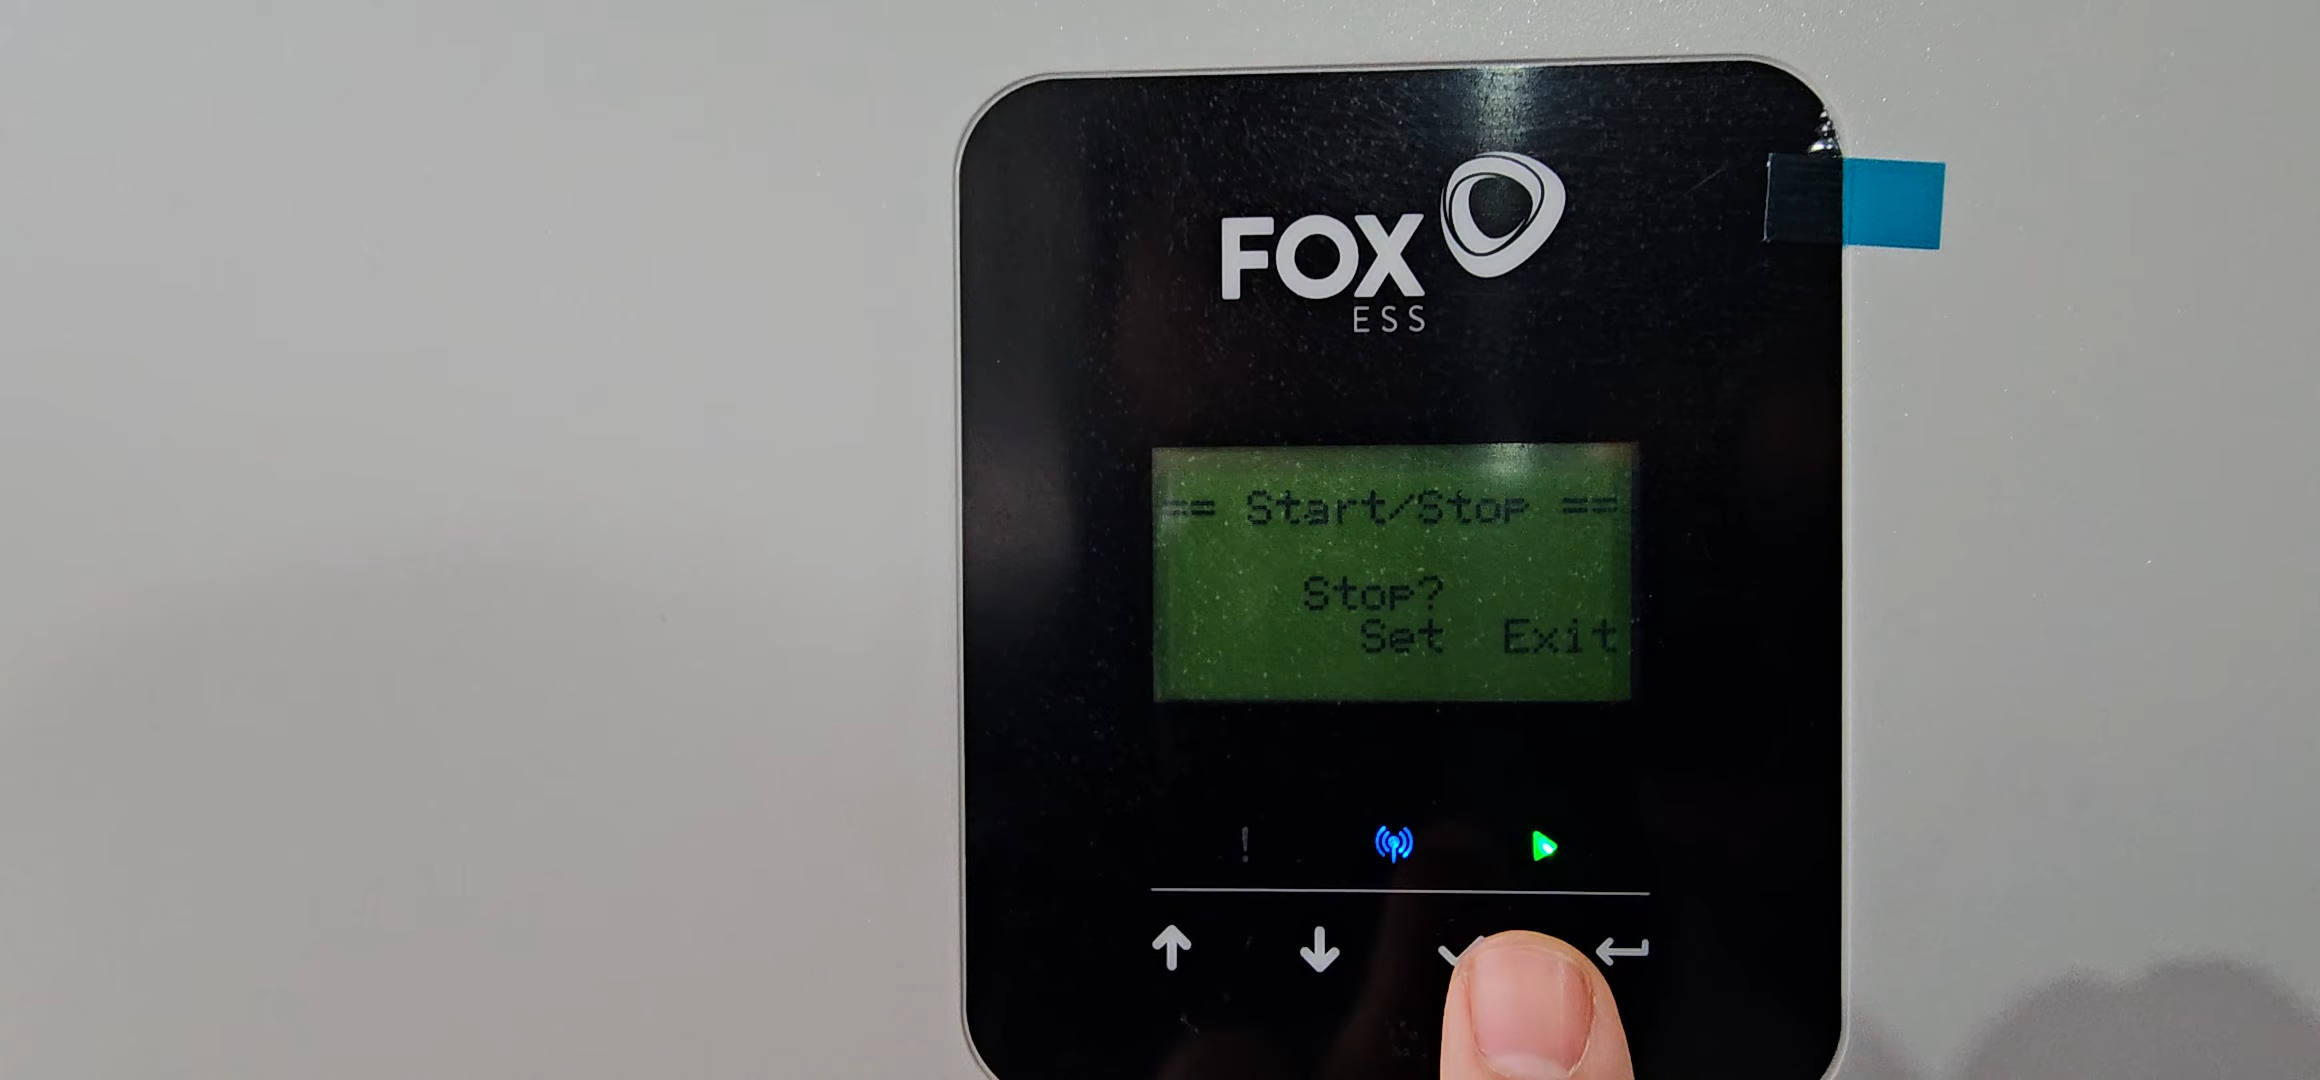 FOX
ESS
== Start/Stop ==
Stop?
Set Exit